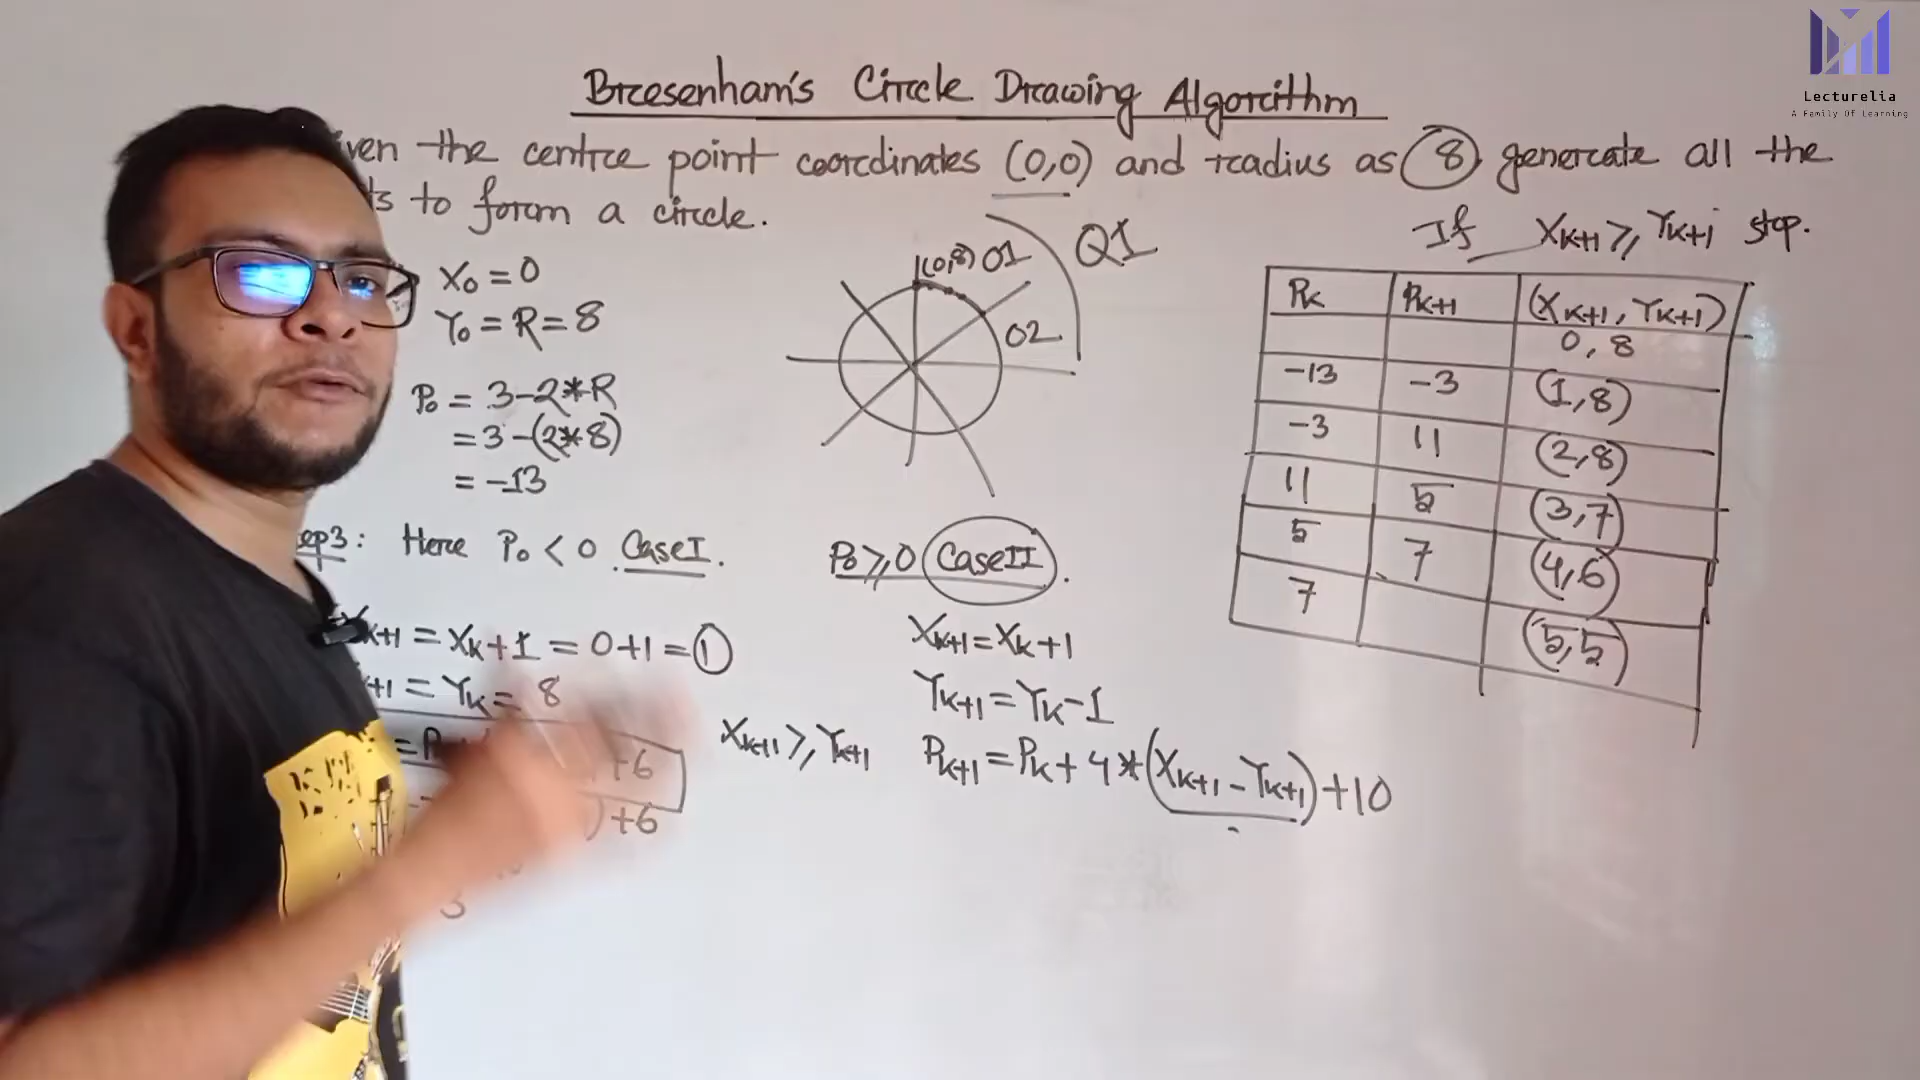 Lecturelia
A Family Of Learning
Bresenham's Circle Drawing Algorithm
the centre point coordinates (0,0) and radius as 8, generate all the
to form a circle.
If Xk+1 ≥ Yk+1 stop.
X0 = 0
Y0 = R = 8
P0 = 3-2*R
= 3-(2*8)
= -13
(0,8) O1
Q1
O2
Pk Pk+1 (Xk+1, Yk+1)
0, 8
-13 -3 (1,8)
-3 11 (2,8)
11 5 (3,7)
5 7 (4,6)
7 (5,5)
: Here P0 < 0 . Case I.
P0 ≥ 0 Case II.
k+1 = Xk+1 = 0+1 = 1
k+1 = Yk = 8
+6
) +6
3
Xk+1 ≥ Yk+1
Xk+1 = Xk+1
Yk+1 = Yk-1
Pk+1 = Pk + 4*(Xk+1 - Yk+1) + 10